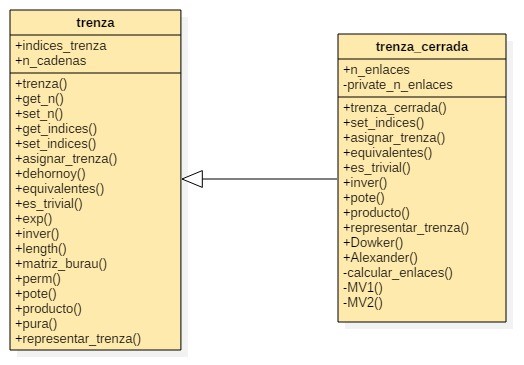 trenza
+indices_trenza
+n_cadenas
+trenza()
+get_n()
+set_n()
+get_indices()
+set_indices()
+asignar_trenza()
+dehornoy()
+equivalentes()
+es_trivial()
+exp()
+inver()
+length()
+matriz_burau()
+perm()
+pote()
+producto()
+pura()
+representar_trenza()
trenza_cerrada
+n_enlaces
-private_n_enlaces
+trenza_cerrada()
+set_indices()
+asignar_trenza()
+equivalentes()
+es_trivial()
+inver()
+pote()
+producto()
+representar_trenza()
+Dowker()
+Alexander()
-calcular_enlaces()
-MV1()
-MV2()